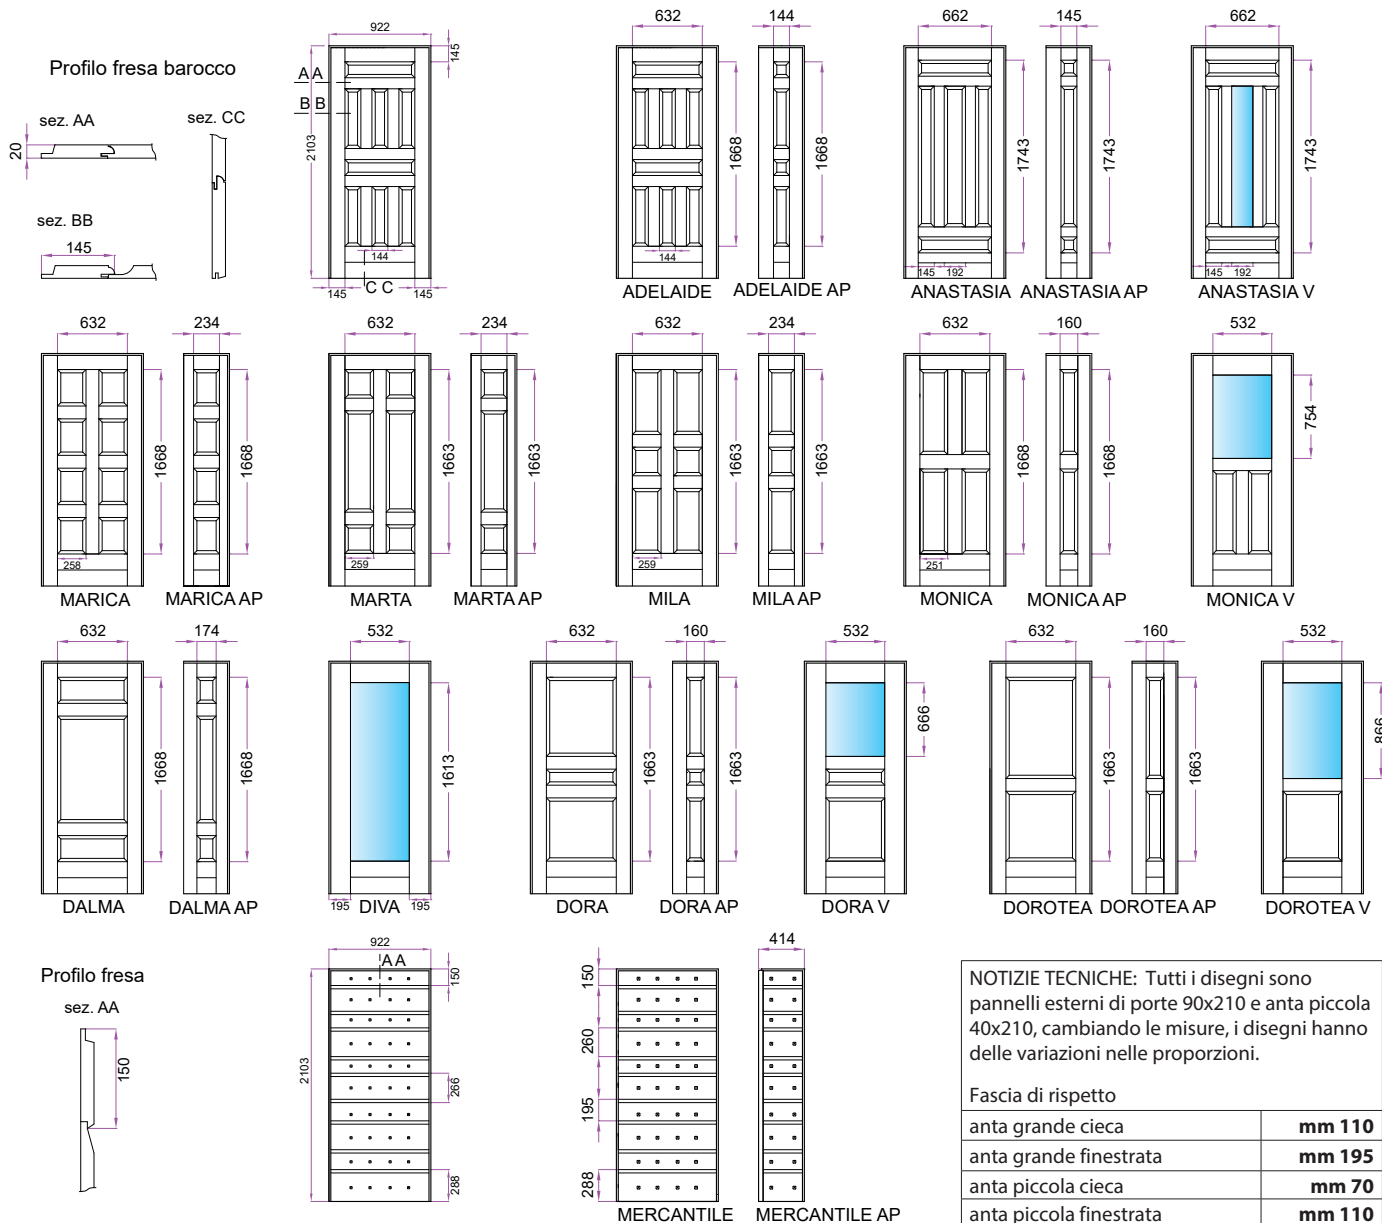 Profilo fresa barocco
sez. AA
20
sez. BB
145
sez. CC
922
145
A A
B B
2103
144
C C
145
145
632
1668
144
ADELAIDE
144
1668
ADELAIDE AP
662
1743
145
192
ANASTASIA
145
1743
ANASTASIA AP
662
1743
145
192
ANASTASIA V
632
1668
258
MARICA
234
1668
MARICA AP
632
1663
259
MARTA
234
1663
MARTA AP
632
1663
259
MILA
234
1663
MILA AP
632
1668
251
MONICA
160
1668
MONICA AP
532
754
MONICA V
632
1668
DALMA
174
1668
DALMA AP
532
1613
195
195
DIVA
632
1663
DORA
160
1663
DORA AP
532
666
DORA V
632
1663
DOROTEA
160
1663
DOROTEA AP
532
866
DOROTEA V
Profilo fresa
sez. AA
150
922
A A
150
2103
266
288
150
260
195
288
MERCANTILE
414
MERCANTILE AP
NOTIZIE TECNICHE: Tutti i disegni sono
pannelli esterni di porte 90x210 e anta piccola
40x210, cambiando le misure, i disegni hanno
delle variazioni nelle proporzioni.
Fascia di rispetto
anta grande cieca mm 110
anta grande finestrata mm 195
anta piccola cieca mm 70
anta piccola finestrata mm 110